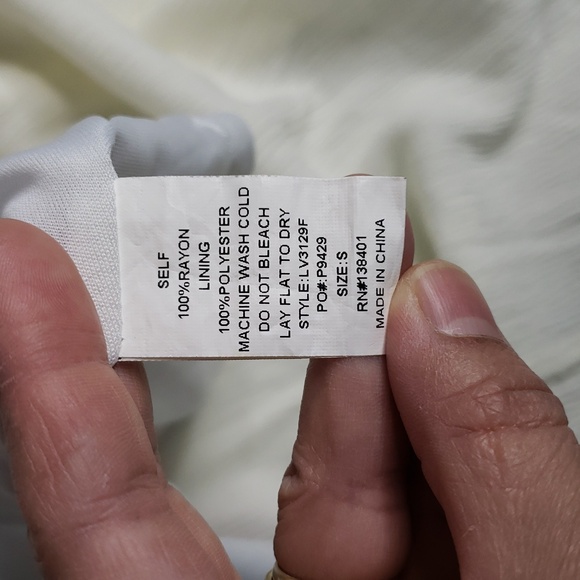 SELF
100%RAYON
LINING
100%POLYESTER
MACHINE WASH COLD
DO NOT BLEACH
LAY FLAT TO DRY
STYLE:LV3129F
PO#:P9429
SIZE:S
RN#138401
MADE IN CHINA